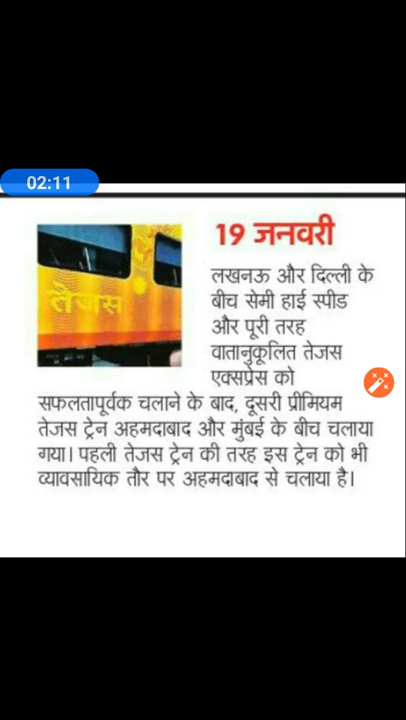 02:11
19 जनवरी
तेजस
लखनऊ और दिल्ली के
बीच सेमी हाई स्पीड
और पूरी तरह
वातानुकूलित तेजस
एक्सप्रेस को
सफलतापूर्वक चलाने के बाद, दूसरी प्रीमियम
तेजस ट्रेन अहमदाबाद और मुंबई के बीच चलाया
गया। पहली तेजस ट्रेन की तरह इस ट्रेन को भी
व्यावसायिक तौर पर अहमदाबाद से चलाया है।